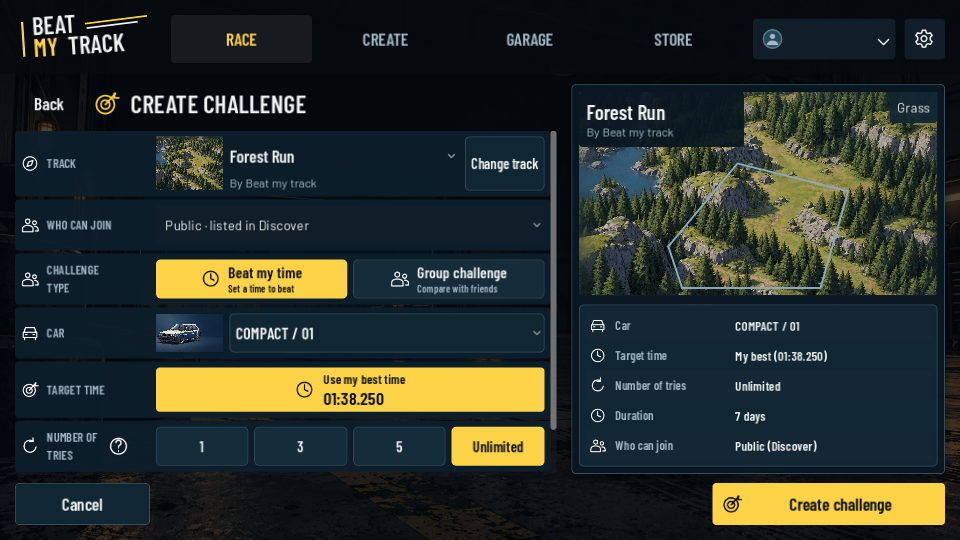 BEAT
MY TRACK
RACE
CREATE
GARAGE
STORE
Back
CREATE CHALLENGE
TRACK
Forest Run
By Beat my track
Change track
WHO CAN JOIN
Public · listed in Discover
CHALLENGE
TYPE
Beat my time
Set a time to beat
Group challenge
Compare with friends
CAR
COMPACT / 01
TARGET TIME
Use my best time
01:38.250
NUMBER OF
TRIES
?
1
3
5
Unlimited
Cancel
Forest Run
By Beat my track
Grass
Car
COMPACT / 01
Target time
My best (01:38.250)
Number of tries
Unlimited
Duration
7 days
Who can join
Public (Discover)
Create challenge